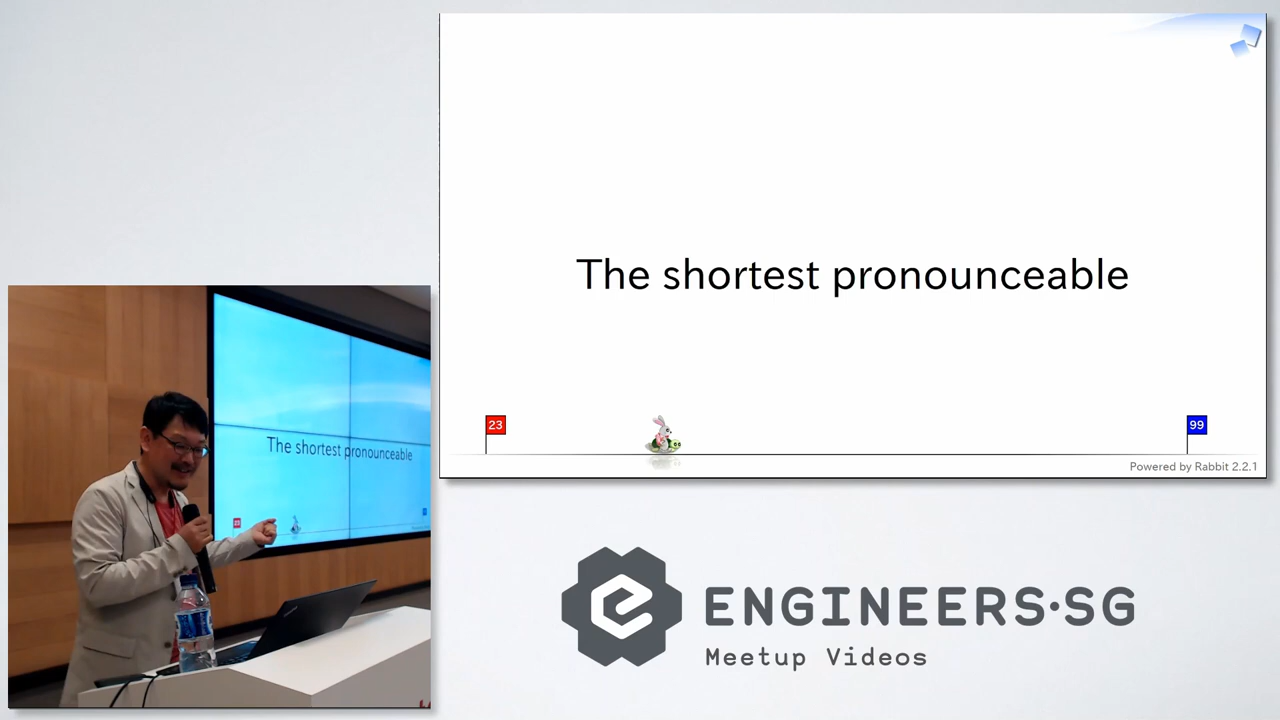 The shortest pronounceable
23
99
Powered by Rabbit 2.2.1
The shortest pronounceable
ENGINEERS·SG
Meetup Videos